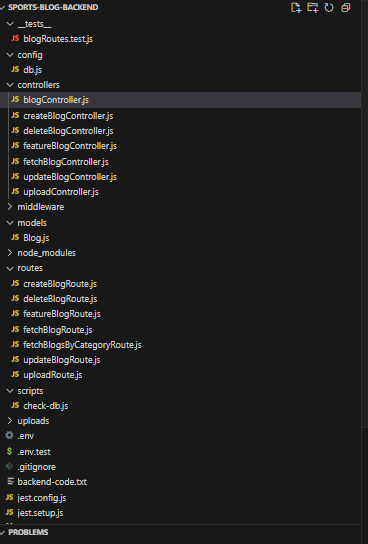 SPORTS-BLOG-BACKEND
__tests__
JS blogRoutes.test.js
config
JS db.js
controllers
JS blogController.js
JS createBlogController.js
JS deleteBlogController.js
JS featureBlogController.js
JS fetchBlogController.js
JS updateBlogController.js
JS uploadController.js
middleware
models
JS Blog.js
node_modules
routes
JS createBlogRoute.js
JS deleteBlogRoute.js
JS featureBlogRoute.js
JS fetchBlogRoute.js
JS fetchBlogsByCategoryRoute.js
JS updateBlogRoute.js
JS uploadRoute.js
scripts
JS check-db.js
uploads
.env
$ .env.test
.gitignore
backend-code.txt
JS jest.config.js
JS jest.setup.js
PROBLEMS